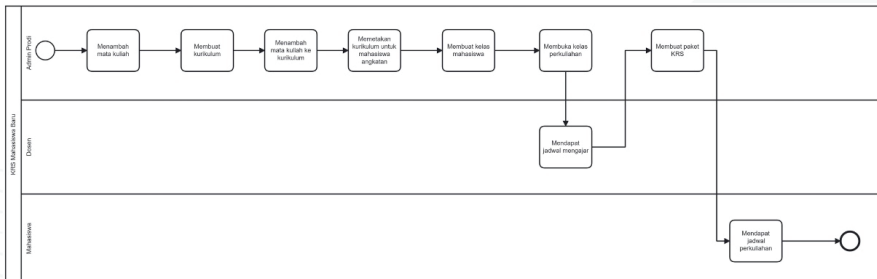 KRS Mahasiswa Baru
Admin Prodi
Menambah
mata kuliah
Membuat
kurikulum
Menambah
mata kuliah ke
kurikulum
Memetakan
kurikulum untuk
mahasiswa
angkatan
Membuat kelas
mahasiswa
Membuka kelas
perkuliahan
Membuat paket
KRS
Dosen
Mendapat
jadwal mengajar
Mahasiswa
Mendapat
jadwal
perkuliahan